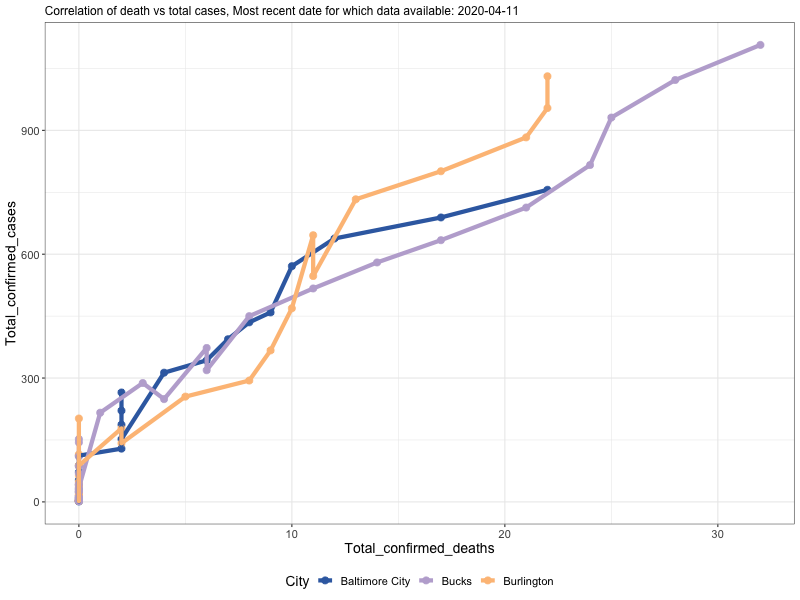 Correlation of death vs total cases, Most recent date for which data available: 2020-04-11
Total_confirmed_cases
900
600
300
0
0 10 20 30
Total_confirmed_deaths
City Baltimore City Bucks Burlington